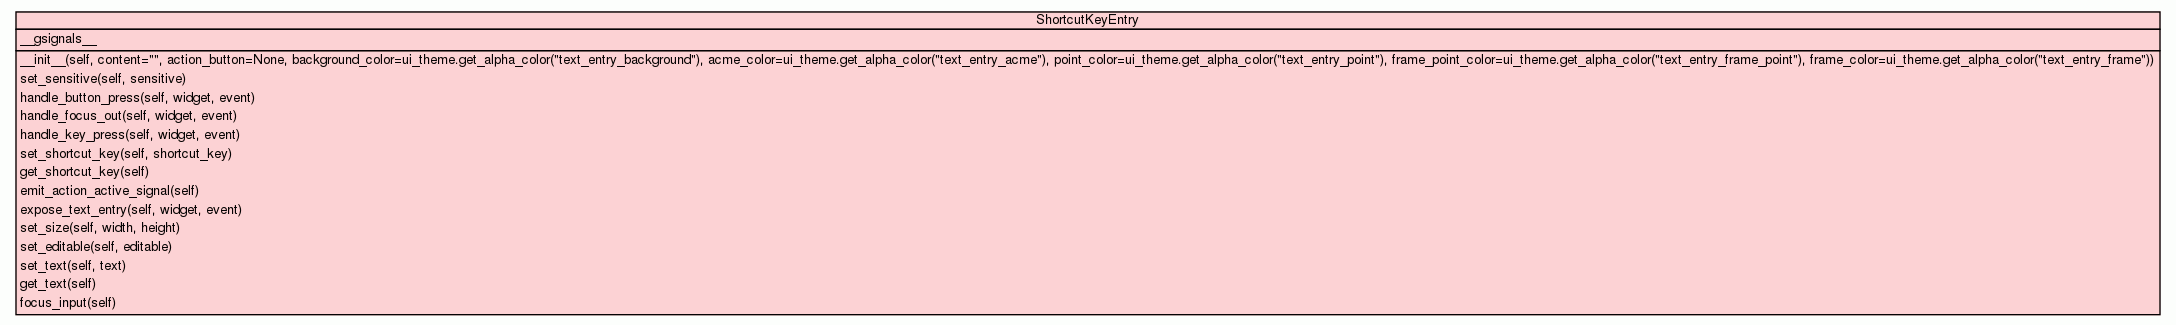 ShortcutKeyEntry
__gsignals__
__init__(self, content="", action_button=None, background_color=ui_theme.get_alpha_color("text_entry_background"), acme_color=ui_theme.get_alpha_color("text_entry_acme"), point_color=ui_theme.get_alpha_color("text_entry_point"), frame_point_color=ui_theme.get_alpha_color("text_entry_frame_point"), frame_color=ui_theme.get_alpha_color("text_entry_frame"))
set_sensitive(self, sensitive)
handle_button_press(self, widget, event)
handle_focus_out(self, widget, event)
handle_key_press(self, widget, event)
set_shortcut_key(self, shortcut_key)
get_shortcut_key(self)
emit_action_active_signal(self)
expose_text_entry(self, widget, event)
set_size(self, width, height)
set_editable(self, editable)
set_text(self, text)
get_text(self)
focus_input(self)